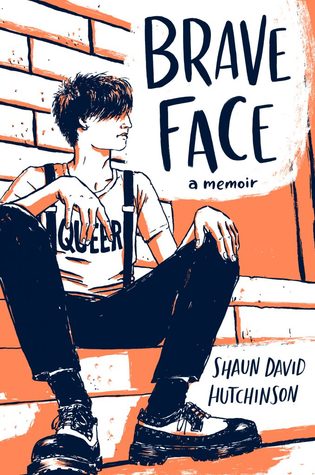 BRAVE
FACE
a memoir
QUEER
SHAUN DAVID
HUTCHINSON